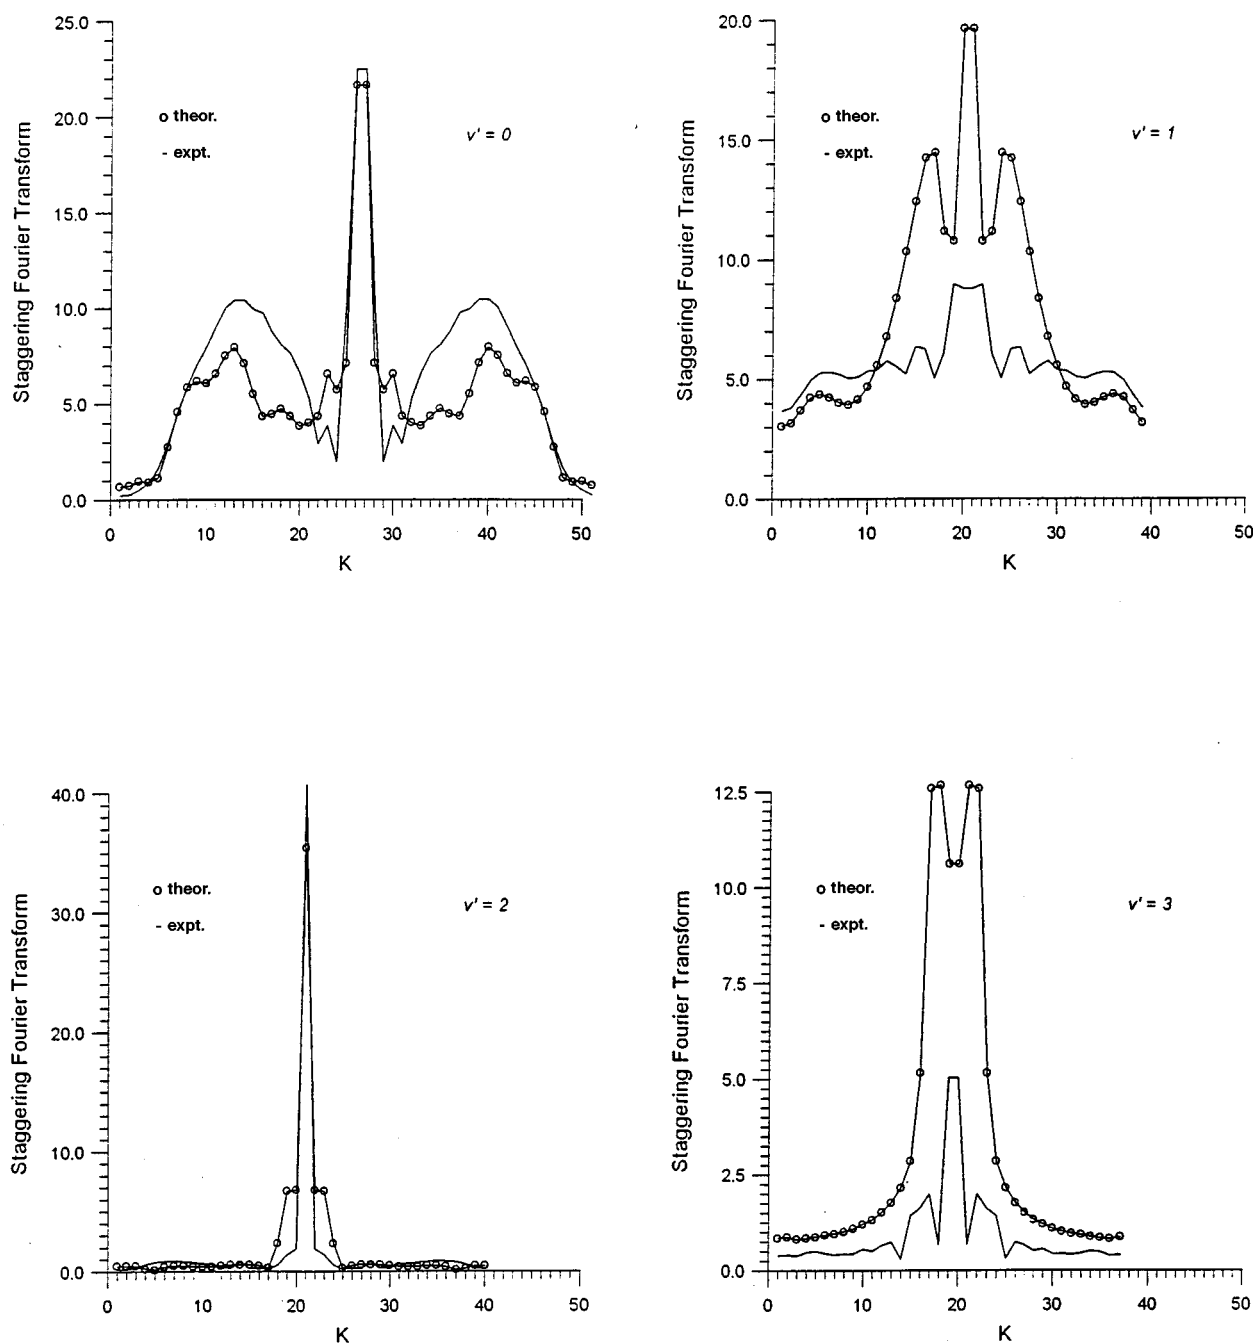 25.0
20.0
15.0
10.0
5.0
0.0
Staggering Fourier Transform
o theor.
- expt.
v' = 0
0 10 20 30 40 50
K
20.0
15.0
10.0
5.0
0.0
Staggering Fourier Transform
o theor.
- expt.
v' = 1
0 10 20 30 40 50
K
40.0
30.0
20.0
10.0
0.0
Staggering Fourier Transform
o theor.
- expt.
v' = 2
0 10 20 30 40 50
K
12.5
10.0
7.5
5.0
2.5
0.0
Staggering Fourier Transform
o theor.
- expt.
v' = 3
0 10 20 30 40 50
K